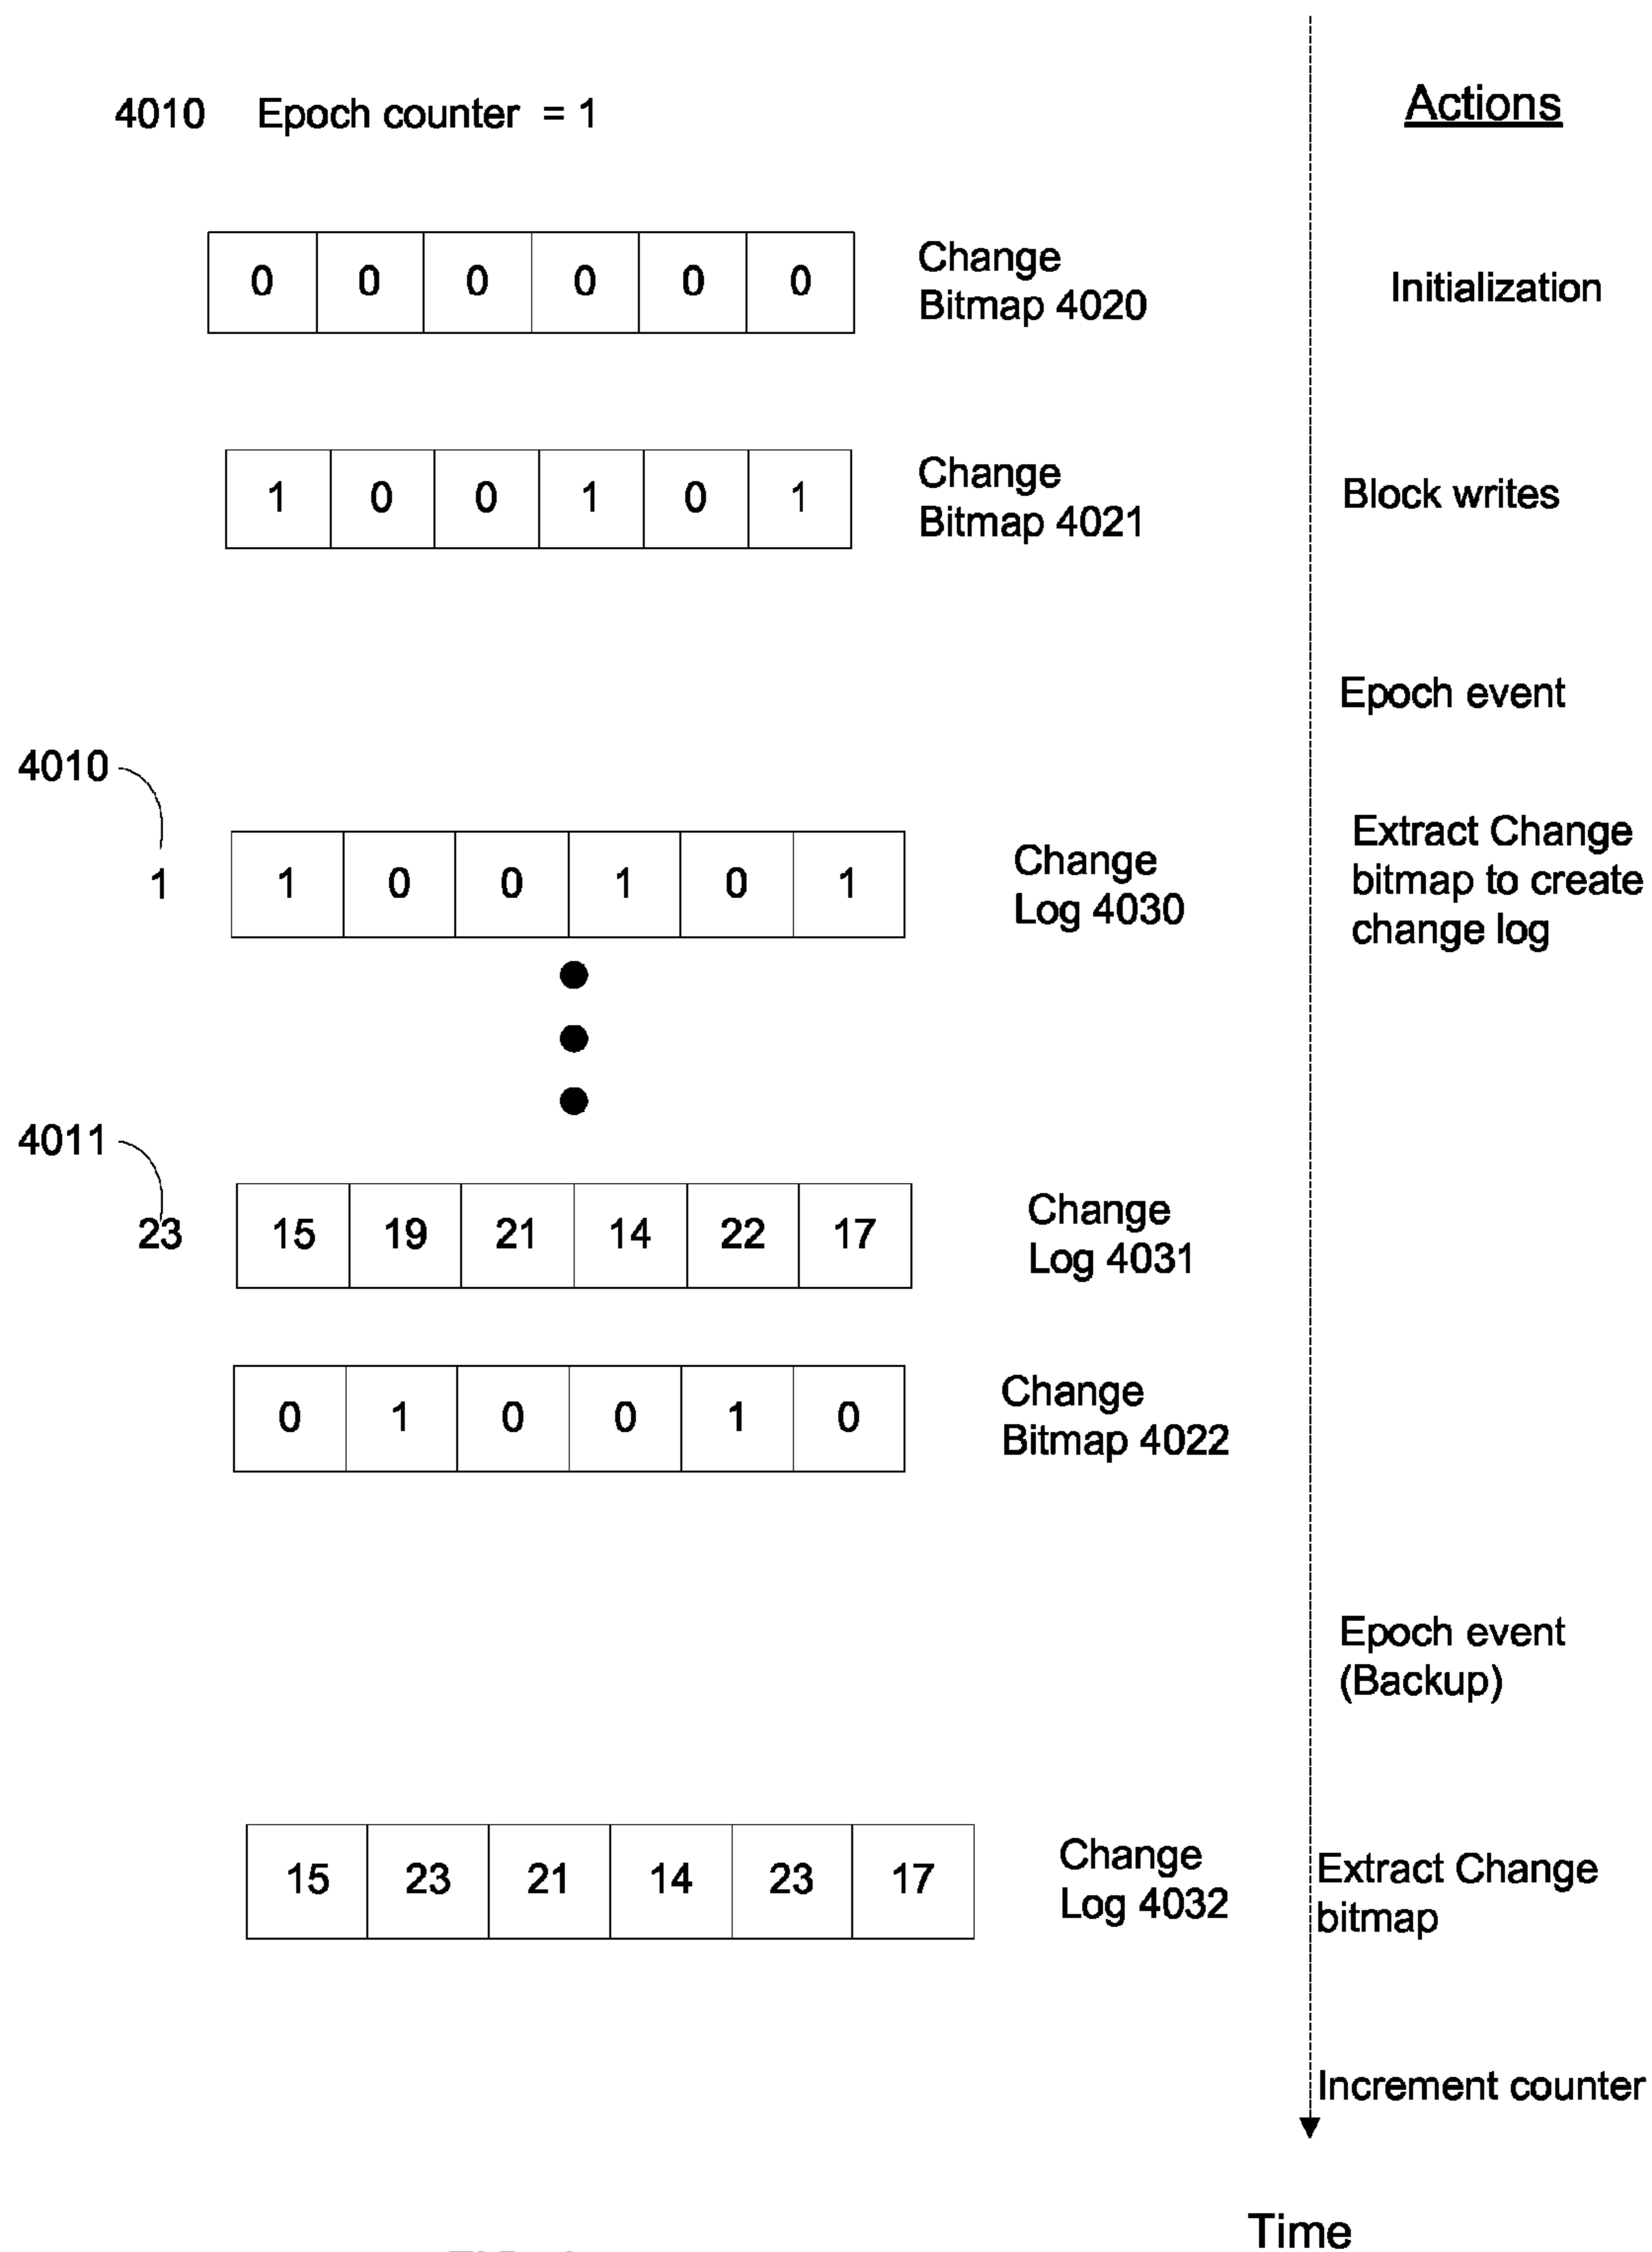 4010 Epoch counter = 1
Actions
0 0 0 0 0 0
Change
Bitmap 4020
Initialization
1 0 0 1 0 1
Change
Bitmap 4021
Block writes
Epoch event
4010
1
1 0 0 1 0 1
Change
Log 4030
Extract Change
bitmap to create
change log
4011
23
15 19 21 14 22 17
Change
Log 4031
0 1 0 0 1 0
Change
Bitmap 4022
Epoch event
(Backup)
15 23 21 14 23 17
Change
Log 4032
Extract Change
bitmap
Increment counter
Time